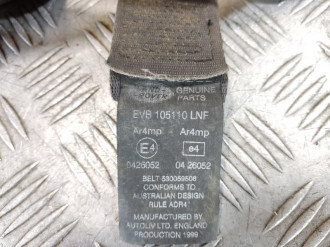 GENUINE
PARTS
EVB 105110 LNF
Ar4mp Ar4mp
E4 e4
0426052 04 26052
BELT 530059508
CONFORMS TO
AUSTRALIAN DESIGN
RULE ADR4
MANUFACTURED BY
AUTOLIV LTD. ENGLAND
PRODUCTION 1999